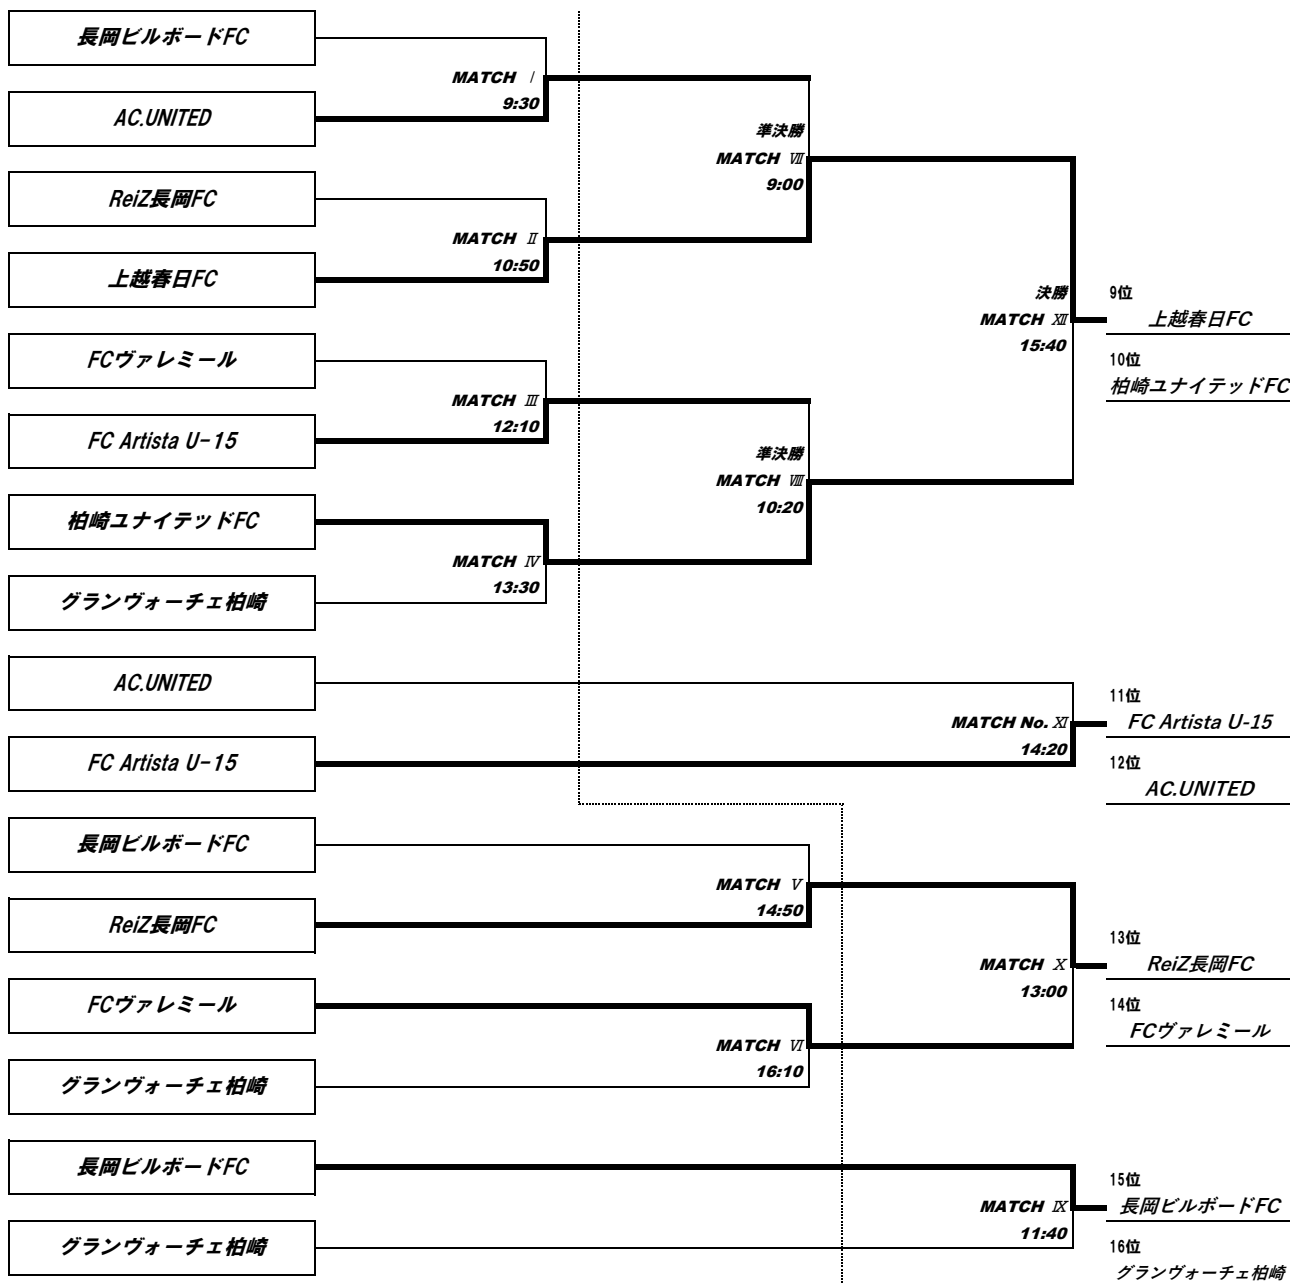 長岡ビルボードFC
MATCH Ⅰ
9:30
AC.UNITED
準決勝
MATCH Ⅶ
9:00
ReiZ長岡FC
MATCH Ⅱ
10:50
上越春日FC
決勝
MATCH Ⅻ
15:40
9位
上越春日FC
10位
柏崎ユナイテッドFC
FCヴァレミール
MATCH Ⅲ
12:10
FC Artista U-15
準決勝
MATCH Ⅷ
10:20
柏崎ユナイテッドFC
MATCH Ⅳ
13:30
グランヴォーチェ柏崎
AC.UNITED
MATCH No. Ⅺ
14:20
11位
FC Artista U-15
12位
AC.UNITED
FC Artista U-15
長岡ビルボードFC
MATCH Ⅴ
14:50
ReiZ長岡FC
MATCH Ⅹ
13:00
13位
ReiZ長岡FC
14位
FCヴァレミール
FCヴァレミール
MATCH Ⅵ
16:10
グランヴォーチェ柏崎
長岡ビルボードFC
MATCH Ⅸ
11:40
15位
長岡ビルボードFC
16位
グランヴォーチェ柏崎
グランヴォーチェ柏崎